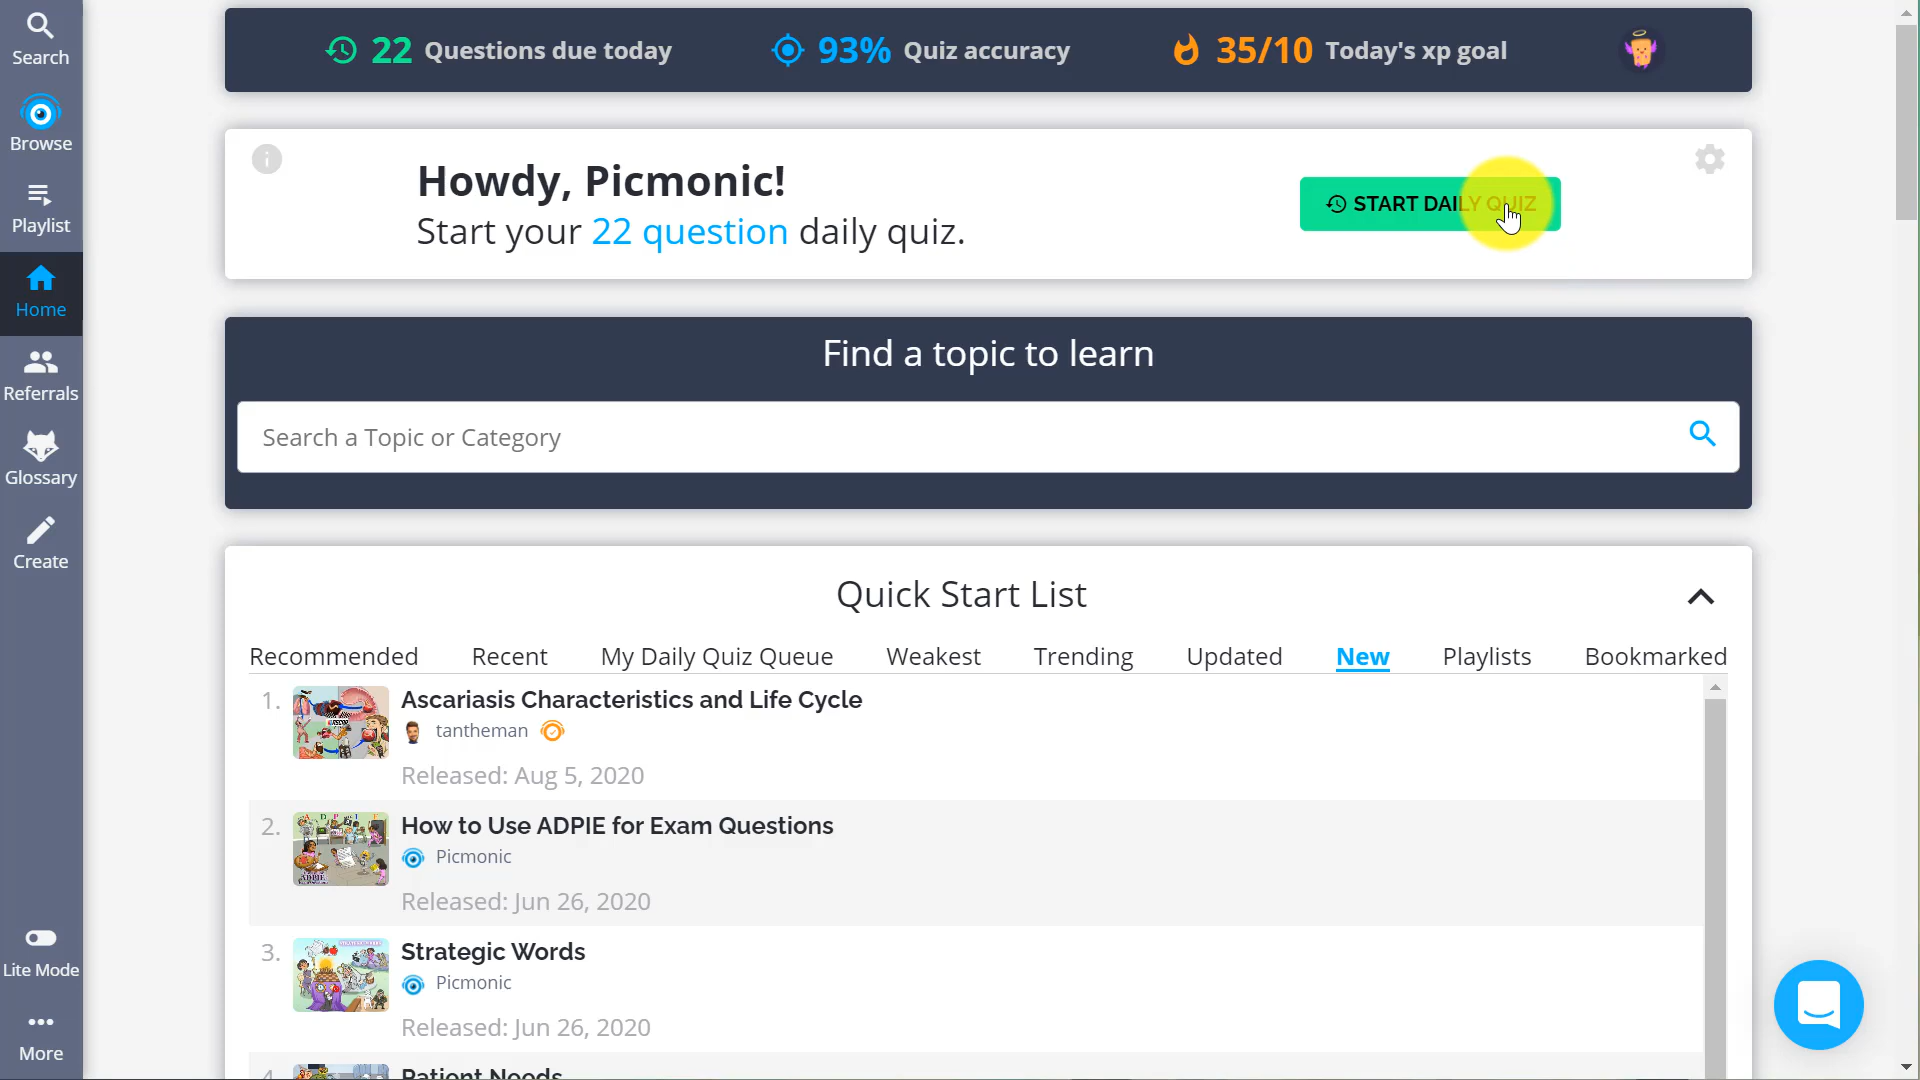 Search
Browse
Playlist
Home
Referrals
Glossary
Create
Lite Mode
More
22 Questions due today
93% Quiz accuracy
35/10 Today's xp goal
Howdy, Picmonic!
Start your 22 question daily quiz.
START DAILY QUIZ
Find a topic to learn
Search a Topic or Category
Quick Start List
Recommended Recent My Daily Quiz Queue Weakest Trending Updated New Playlists Bookmarked
1. Ascariasis Characteristics and Life Cycle
tantheman
Released: Aug 5, 2020
2. How to Use ADPIE for Exam Questions
Picmonic
Released: Jun 26, 2020
3. Strategic Words
Picmonic
Released: Jun 26, 2020
4. Patient Needs